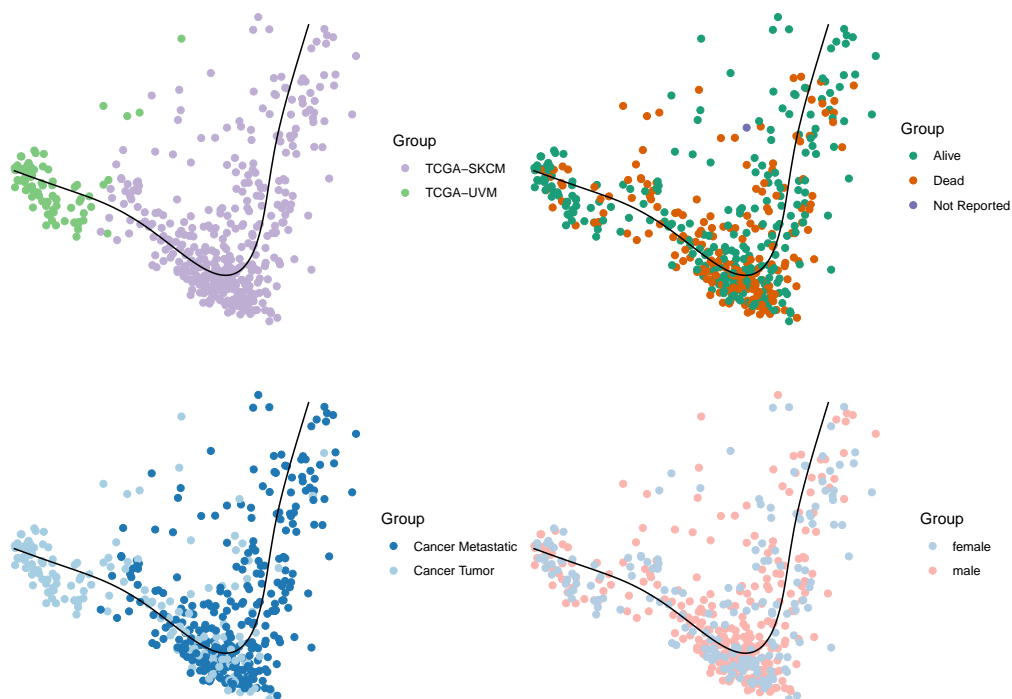 Group
TCGA−SKCM
TCGA−UVM
Group
Alive
Dead
Not Reported
Group
Cancer Metastatic
Cancer Tumor
Group
female
male